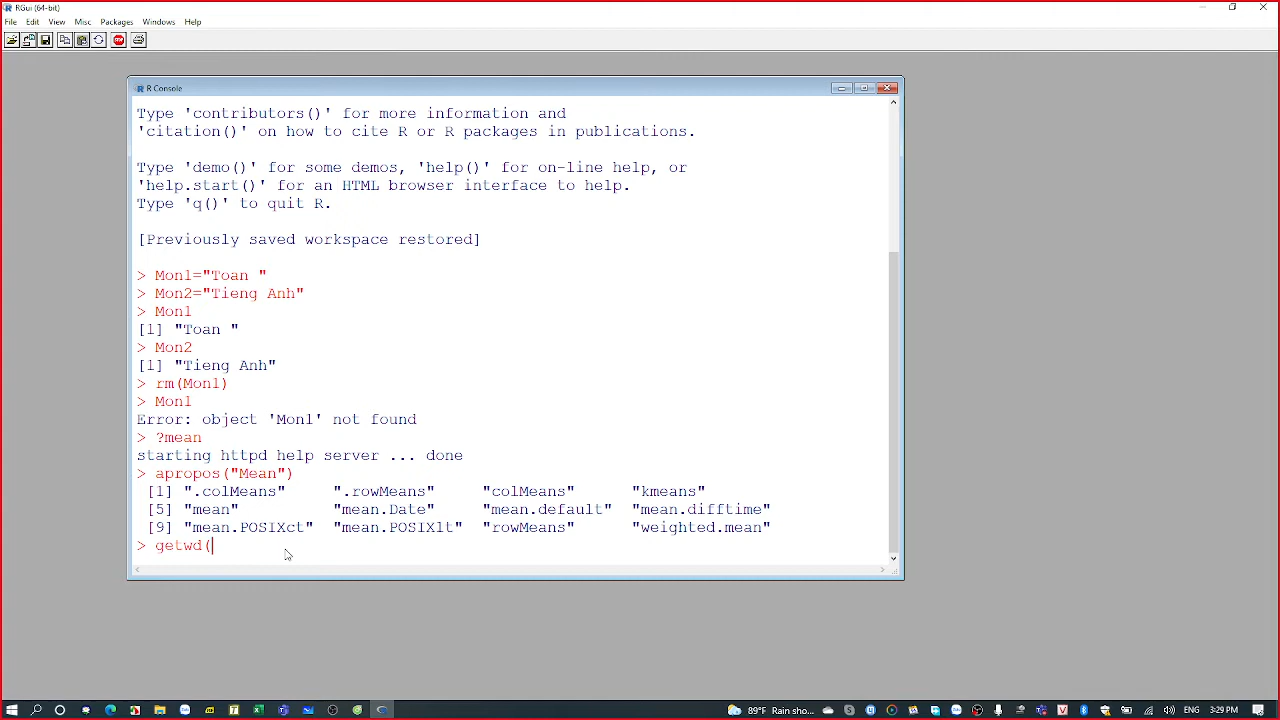 RGui (64-bit)
File Edit View Misc Packages Windows Help
STOP
R Console
Type 'contributors()' for more information and
'citation()' on how to cite R or R packages in publications.
Type 'demo()' for some demos, 'help()' for on-line help, or
'help.start()' for an HTML browser interface to help.
Type 'q()' to quit R.
[Previously saved workspace restored]
> Mon1="Toan "
> Mon2="Tieng Anh"
> Mon1
[1] "Toan "
> Mon2
[1] "Tieng Anh"
> rm(Mon1)
> Mon1
Error: object 'Mon1' not found
> ?mean
starting httpd help server ... done
> apropos("Mean")
[1] ".colMeans" ".rowMeans" "colMeans" "kmeans"
[5] "mean" "mean.Date" "mean.default" "mean.difftime"
[9] "mean.POSIXct" "mean.POSIXlt" "rowMeans" "weighted.mean"
> getwd(
89°F Rain sho... ENG 3:29 PM